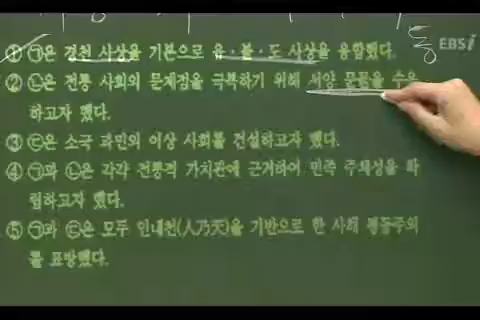 EBSi
① ㉠은 경천 사상을 기본으로 유·불·도 사상을 융합했다.
② ㉡은 전통 사회의 문제점을 극복하기 위해 서양 문물을 수용
하고자 했다.
③ ㉢은 소국 과민의 이상 사회를 건설하고자 했다.
④ ㉠과 ㉡은 각각 전통적 가치관에 근거하여 민족 주체성을 확
립하고자 했다.
⑤ ㉠과 ㉢은 모두 인내천(人乃天)을 기반으로 한 사해 평등주의
를 표방했다.